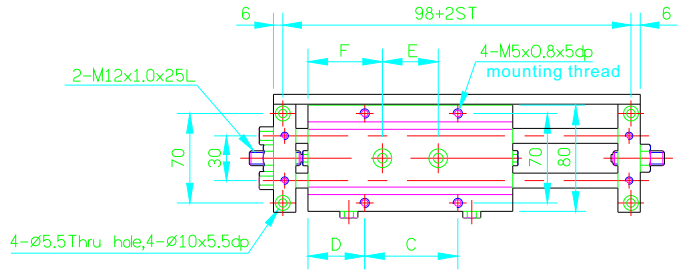 6
98+2ST
6
F
E
4-M5x0.8x5dp
mounting thread
2-M12x1.0x25L
70
30
70
80
4-Ø5.5Thru hole,4-Ø10x5.5dp
D
C